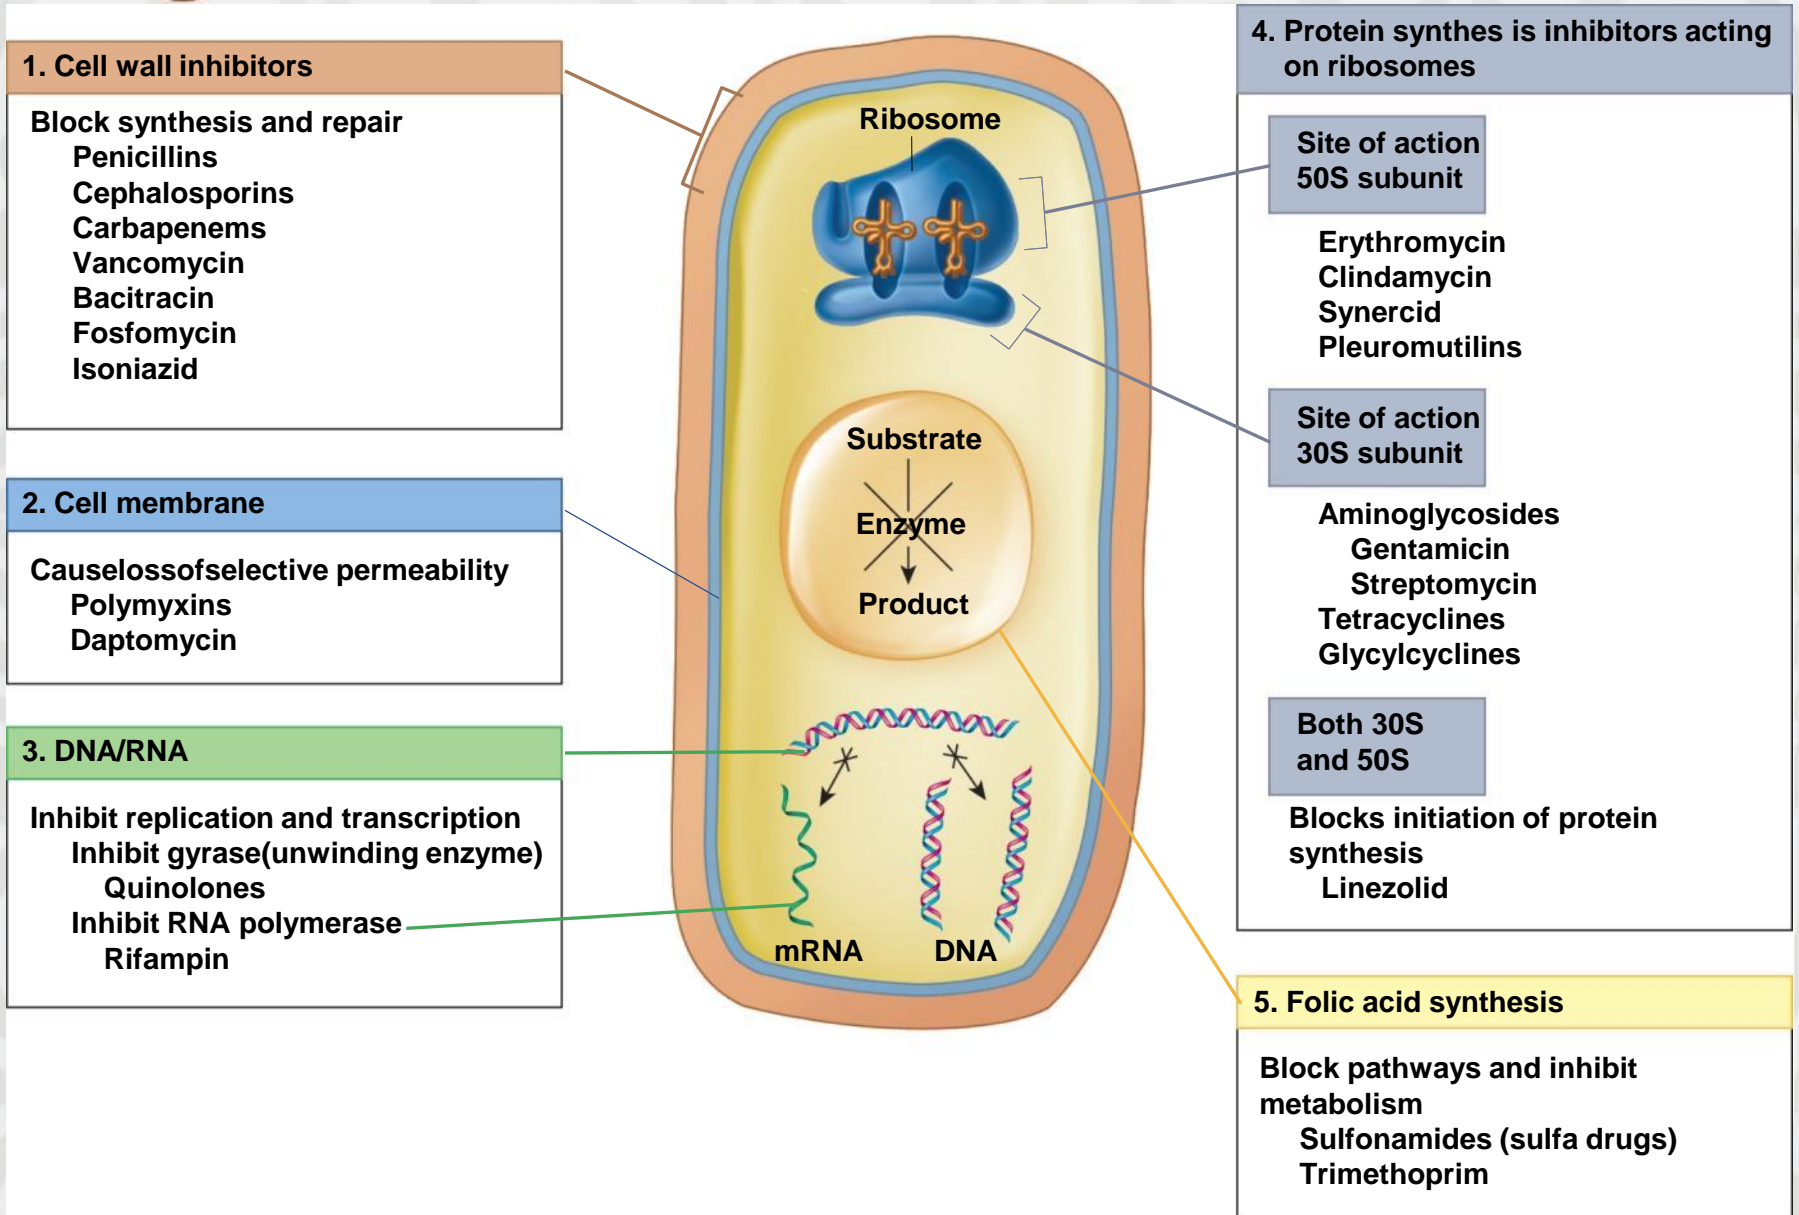 1. Cell wall inhibitors
Block synthesis and repair
Penicillins
Cephalosporins
Carbapenems
Vancomycin
Bacitracin
Fosfomycin
Isoniazid
2. Cell membrane
Causelossofselective permeability
Polymyxins
Daptomycin
3. DNA/RNA
Inhibit replication and transcription
Inhibit gyrase(unwinding enzyme)
Quinolones
Inhibit RNA polymerase
Rifampin
Ribosome
Substrate
Enzyme
Product
mRNA
DNA
4. Protein synthes is inhibitors acting
on ribosomes
Site of action
50S subunit
Erythromycin
Clindamycin
Synercid
Pleuromutilins
Site of action
30S subunit
Aminoglycosides
Gentamicin
Streptomycin
Tetracyclines
Glycylcyclines
Both 30S
and 50S
Blocks initiation of protein
synthesis
Linezolid
5. Folic acid synthesis
Block pathways and inhibit
metabolism
Sulfonamides (sulfa drugs)
Trimethoprim